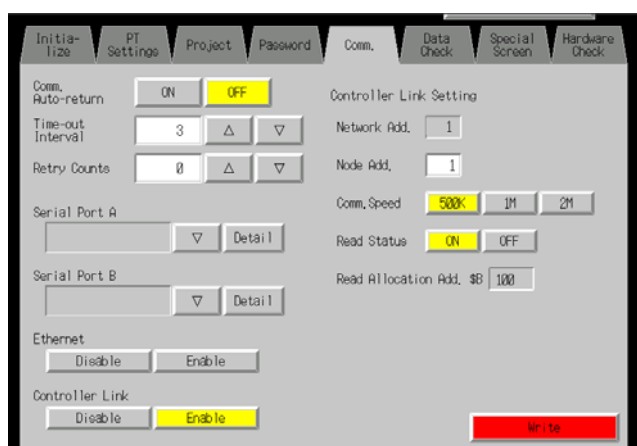 Initia-
lize
PT
Settings
Project
Password
Comm.
Data
Check
Special
Screen
Hardware
Check
Comm.
Auto-return
ON
OFF
Time-out
Interval
3
△
▽
Retry Counts
0
△
▽
Serial Port A
▽
Detail
Serial Port B
▽
Detail
Ethernet
Disable
Enable
Controller Link
Disable
Enable
Controller Link Setting
Network Add.
1
Node Add.
1
Comm. Speed
500K
1M
2M
Read Status
ON
OFF
Read Allocation Add. $B
100
Write